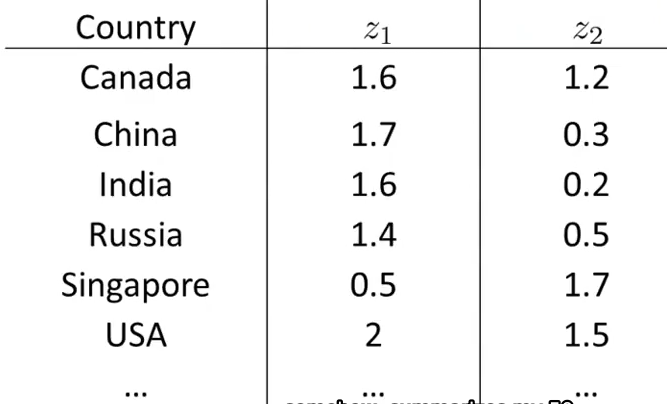 Country z₁ z₂
Canada 1.6 1.2
China 1.7 0.3
India 1.6 0.2
Russia 1.4 0.5
Singapore 0.5 1.7
USA 2 1.5
... ... ...